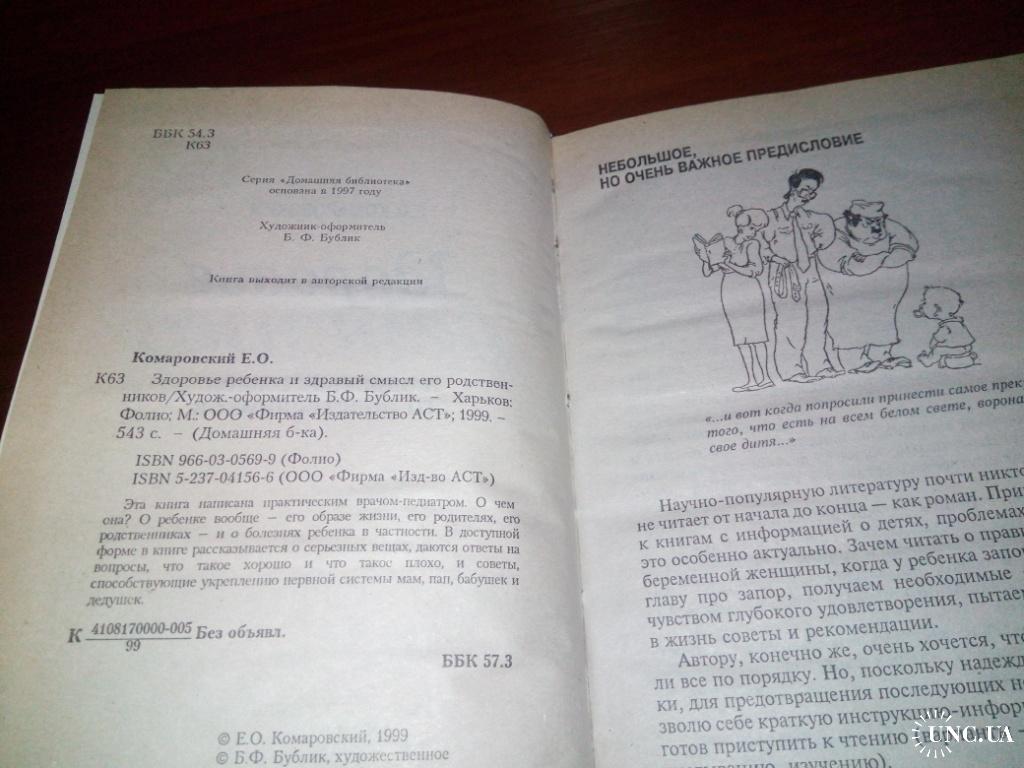 ББК 54.3
К63
Серия «Домашняя библиотека»
основана в 1997 году
Художник-оформитель
Б. Ф. Бублик
Книга выходит в авторской редакции
Комаровский Е.О.
К63 Здоровье ребенка и здравый смысл его родствен-
ников/Худож.-оформитель Б.Ф. Бублик. – Харьков:
Фолио; М.: ООО «Фирма «Издательство АСТ»; 1999. –
543 с. – (Домашняя б-ка).
ISBN 966-03-0569-9 (Фолио)
ISBN 5-237-04156-6 (ООО «Фирма «Изд-во АСТ»)
Эта книга написана практическим врачом-педиатром. О чем
она? О ребенке вообще — его образе жизни, его родителях, его
родственниках — и о болезнях ребенка в частности. В доступной
форме в книге рассказывается о серьезных вещах, даются ответы на
вопросы, что такое хорошо и что такое плохо, и советы,
способствующие укреплению нервной системы мам, пап, бабушек и
дедушек.
К 4108170000-005 Без объявл.
99
ББК 57.3
© Е.О. Комаровский, 1999
© Б.Ф. Бублик, художественное
НЕБОЛЬШОЕ,
НО ОЧЕНЬ ВАЖНОЕ ПРЕДИСЛОВИЕ
«...и вот когда попросили принести самое прек
того, что есть на всем белом свете, ворона
свое дитя...»
Научно-популярную литературу почти никто
не читает от начала до конца — как роман. При
к книгам с информацией о детях, проблемах
это особенно актуально. Зачем читать о прави
беременной женщины, когда у ребенка запор
главу про запор, получаем необходимые
чувством глубокого удовлетворения, пытаем
в жизнь советы и рекомендации.
Автору, конечно же, очень хочется, что
ли все по порядку. Но, поскольку надежд
ки, для предотвращения последующих не
зволю себе краткую инструкцию-информ
готов приступить к чтению
изучению).
UNC.UA